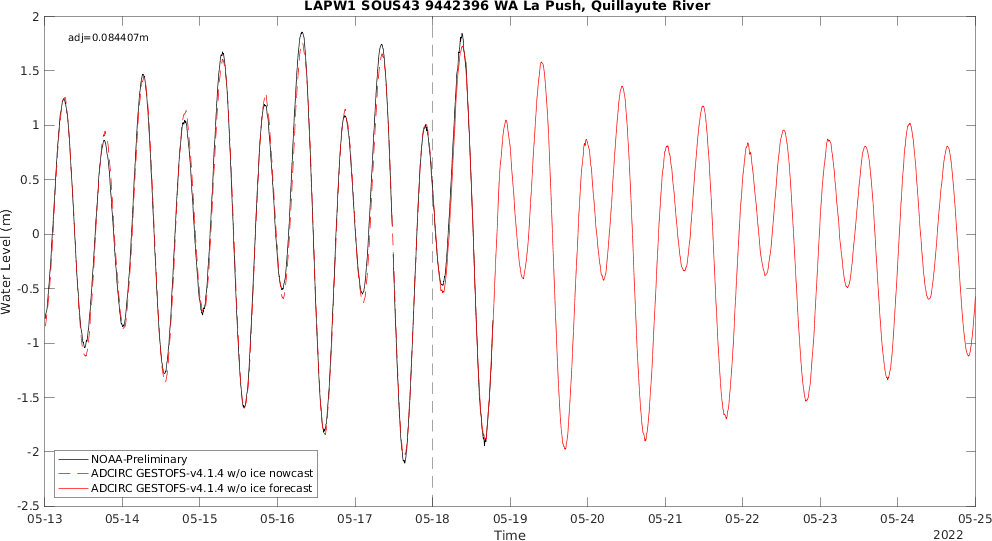 LAPW1 SOUS43 9442396 WA La Push, Quillayute River
adj=0.084407m
2
1.5
1
0.5
0
-0.5
-1
-1.5
-2
-2.5
Water Level (m)
NOAA-Preliminary
ADCIRC GESTOFS-v4.1.4 w/o ice nowcast
ADCIRC GESTOFS-v4.1.4 w/o ice forecast
05-13 05-14 05-15 05-16 05-17 05-18 05-19 05-20 05-21 05-22 05-23 05-24 05-25
Time
2022